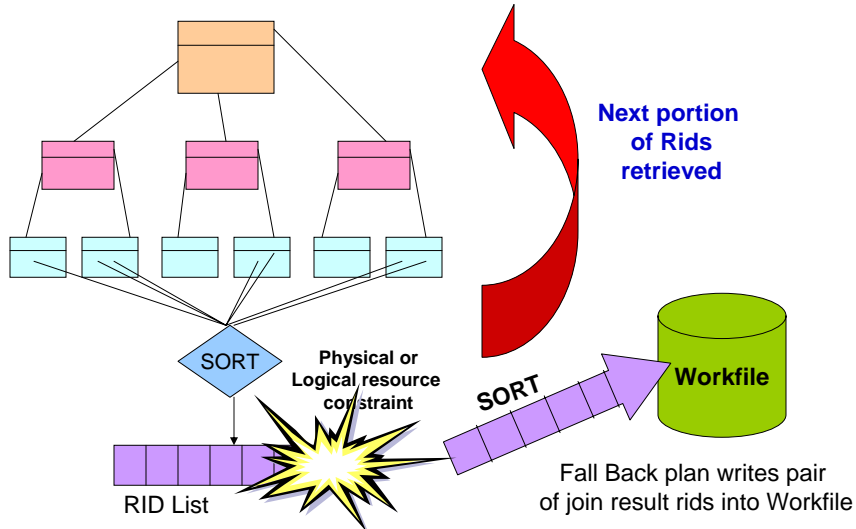 Next portion
of Rids
retrieved
SORT
Physical or
Logical resource
constraint
SORT
Workfile
RID List
Fall Back plan writes pair
of join result rids into Workfile